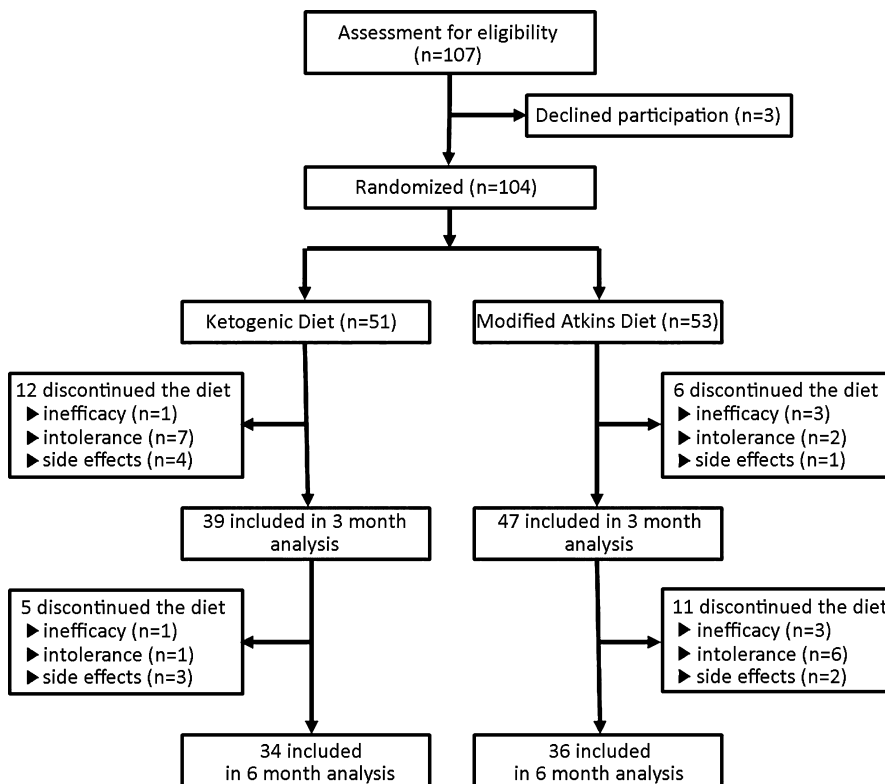 Assessment for eligibility
(n=107)
Declined participation (n=3)
Randomized (n=104)
Ketogenic Diet (n=51)
Modified Atkins Diet (n=53)
12 discontinued the diet
▶ inefficacy (n=1)
▶ intolerance (n=7)
▶ side effects (n=4)
6 discontinued the diet
▶ inefficacy (n=3)
▶ intolerance (n=2)
▶ side effects (n=1)
39 included in 3 month
analysis
47 included in 3 month
analysis
5 discontinued the diet
▶ inefficacy (n=1)
▶ intolerance (n=1)
▶ side effects (n=3)
11 discontinued the diet
▶ inefficacy (n=3)
▶ intolerance (n=6)
▶ side effects (n=2)
34 included
in 6 month analysis
36 included
in 6 month analysis